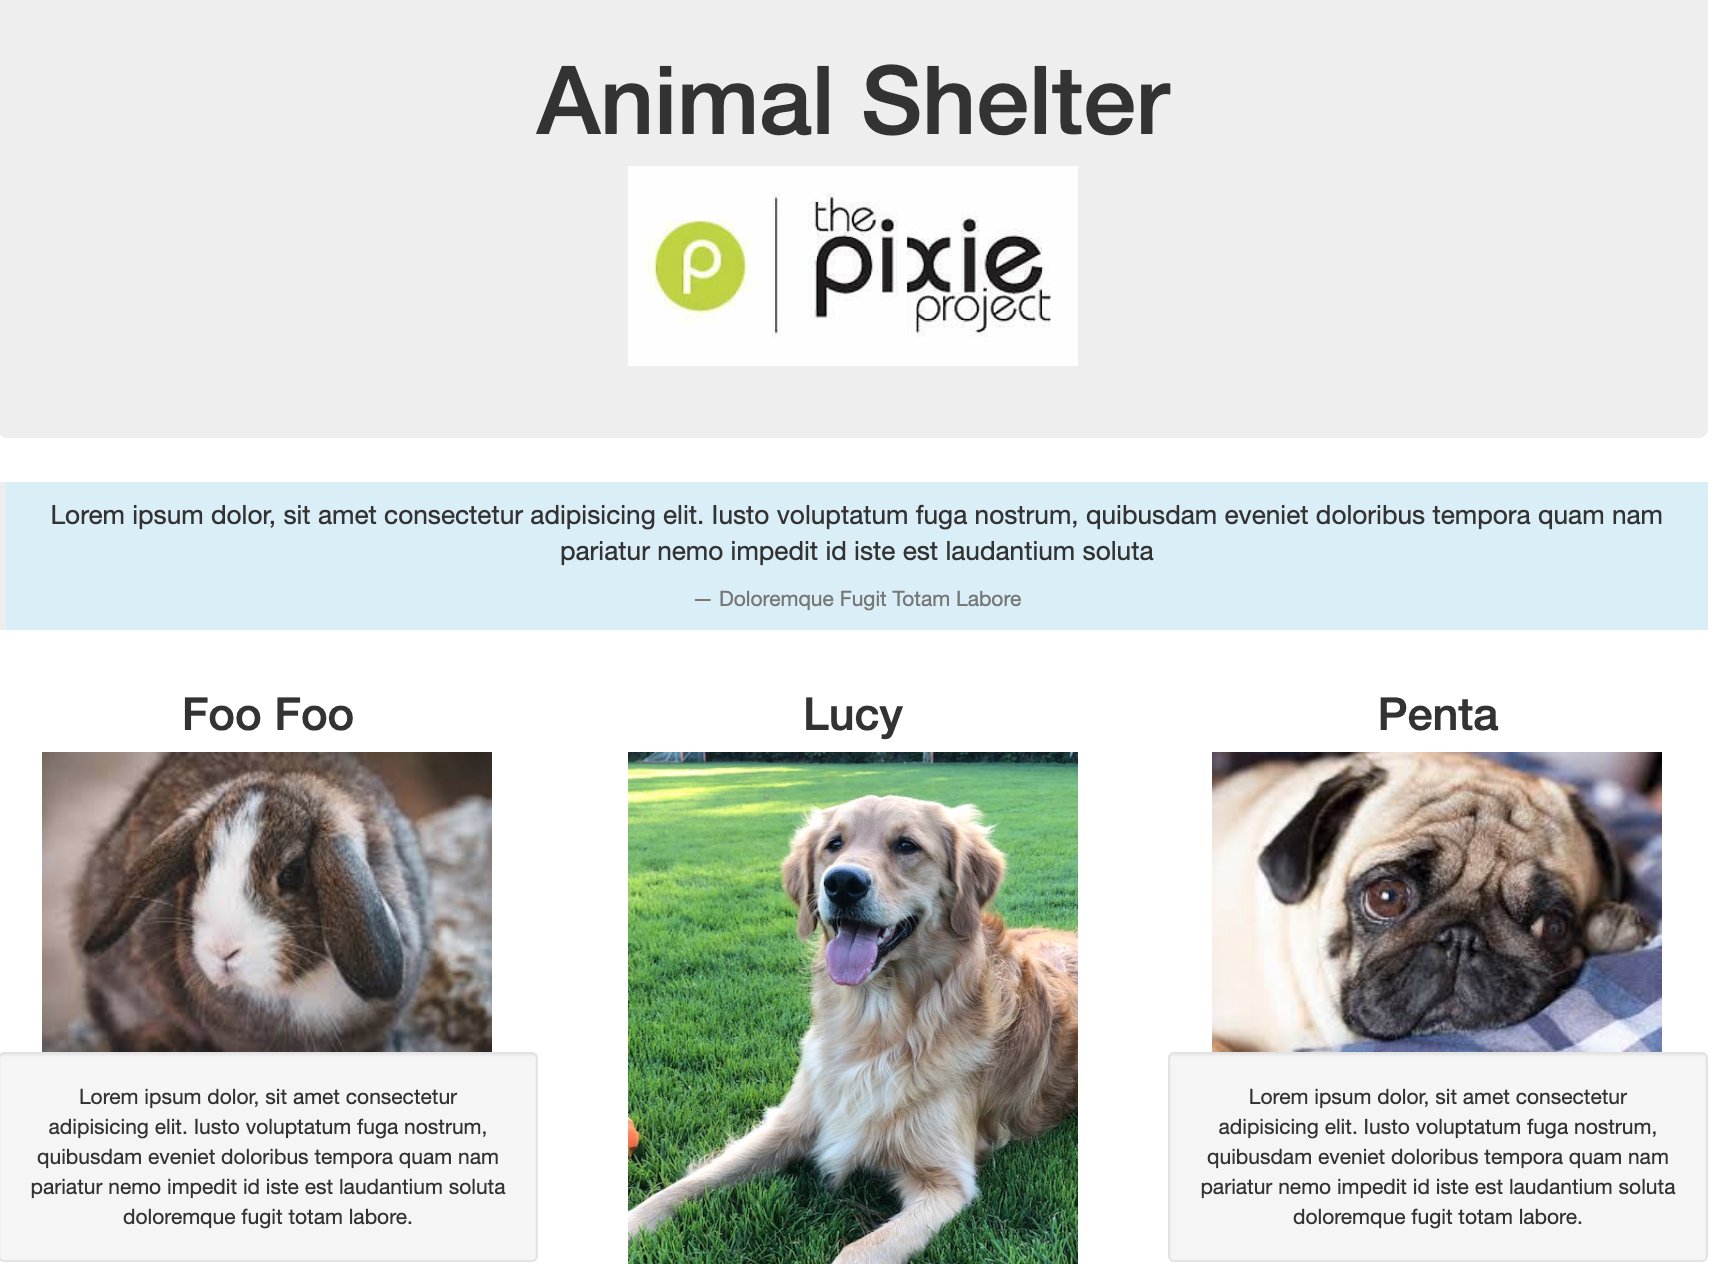 Animal Shelter
p
the
pixie
project
Lorem ipsum dolor, sit amet consectetur adipisicing elit. Iusto voluptatum fuga nostrum, quibusdam eveniet doloribus tempora quam nam
pariatur nemo impedit id iste est laudantium soluta
— Doloremque Fugit Totam Labore
Foo Foo
Lucy
Penta
Lorem ipsum dolor, sit amet consectetur
adipisicing elit. Iusto voluptatum fuga nostrum,
quibusdam eveniet doloribus tempora quam nam
pariatur nemo impedit id iste est laudantium soluta
doloremque fugit totam labore.
Lorem ipsum dolor, sit amet consectetur
adipisicing elit. Iusto voluptatum fuga nostrum,
quibusdam eveniet doloribus tempora quam nam
pariatur nemo impedit id iste est laudantium soluta
doloremque fugit totam labore.